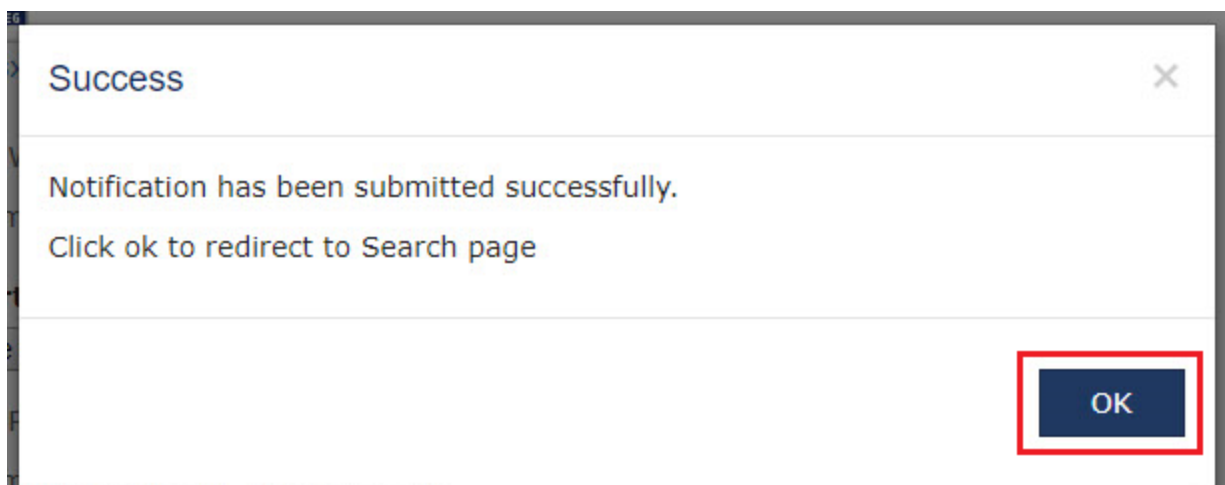 Success
Notification has been submitted successfully.
Click ok to redirect to Search page
OK